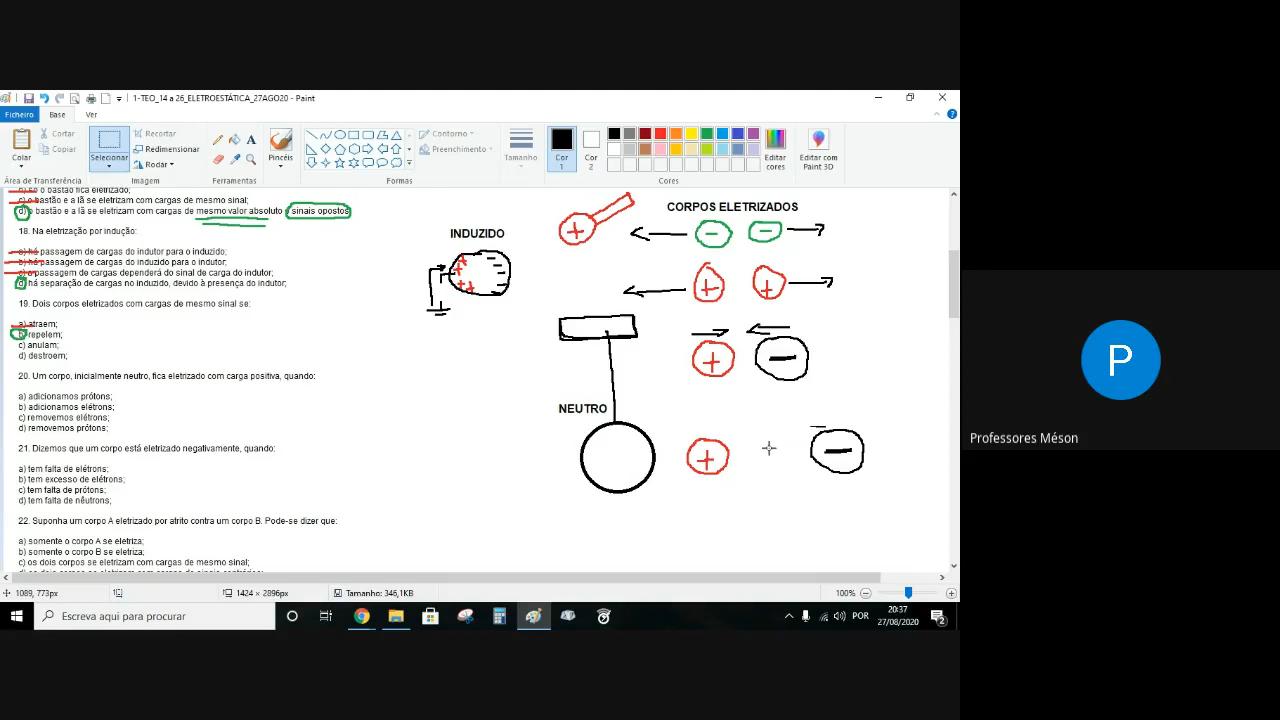 1-TEO_14 a 26_ELETROESTÁTICA_27AGO20 - Paint
Ficheiro Base Ver
Colar
Cortar
Copiar
Área de Transferência
Selecionar
Recortar
Redimensionar
Rodar
Imagem
A
Ferramentas
Pincéis
Contorno
Preenchimento
Formas
Tamanho
Cor 1
Cor 2
Editar cores
Cores
Editar com Paint 3D
b) só o bastão fica eletrizado;
c) o bastão e a lã se eletrizam com cargas de mesmo sinal;
d) o bastão e a lã se eletrizam com cargas de mesmo valor absoluto e sinais opostos
18. Na eletrização por indução:
a) há passagem de cargas do indutor para o induzido;
b) há passagem de cargas do induzido para o indutor;
c) a passagem de cargas dependerá do sinal de carga do indutor;
d) há separação de cargas no induzido, devido à presença do indutor;
19. Dois corpos eletrizados com cargas de mesmo sinal se:
a) atraem;
b) repelem;
c) anulam;
d) destroem;
20. Um corpo, inicialmente neutro, fica eletrizado com carga positiva, quando:
a) adicionamos prótons;
b) adicionamos elétrons;
c) removemos elétrons;
d) removemos prótons;
21. Dizemos que um corpo está eletrizado negativamente, quando:
a) tem falta de elétrons;
b) tem excesso de elétrons;
c) tem falta de prótons;
d) tem falta de nêutrons;
22. Suponha um corpo A eletrizado por atrito contra um corpo B. Pode-se dizer que:
a) somente o corpo A se eletriza;
b) somente o corpo B se eletriza;
c) os dois corpos se eletrizam com cargas de mesmo sinal;
INDUZIDO
CORPOS ELETRIZADOS
+
− −
+ +
+ + + +
+ −
NEUTRO
+ −
1089, 773px
1424 × 2896px
Tamanho: 346,1KB
100%
Escreva aqui para procurar
POR
20:37
27/08/2020
2
P
Professores Méson